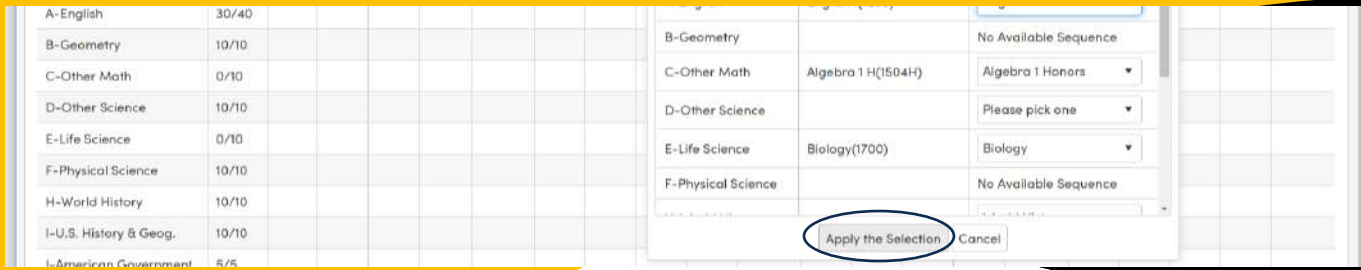 A-English 30/40
B-Geometry 10/10
C-Other Math 0/10
D-Other Science 10/10
E-Life Science 0/10
F-Physical Science 10/10
H-World History 10/10
I-U.S. History & Geog. 10/10
I-American Government 5/5
B-Geometry No Available Sequence
C-Other Math Algebra 1 H(1504H) Algebra 1 Honors
D-Other Science Please pick one
E-Life Science Biology(1700) Biology
F-Physical Science No Available Sequence
Apply the Selection Cancel